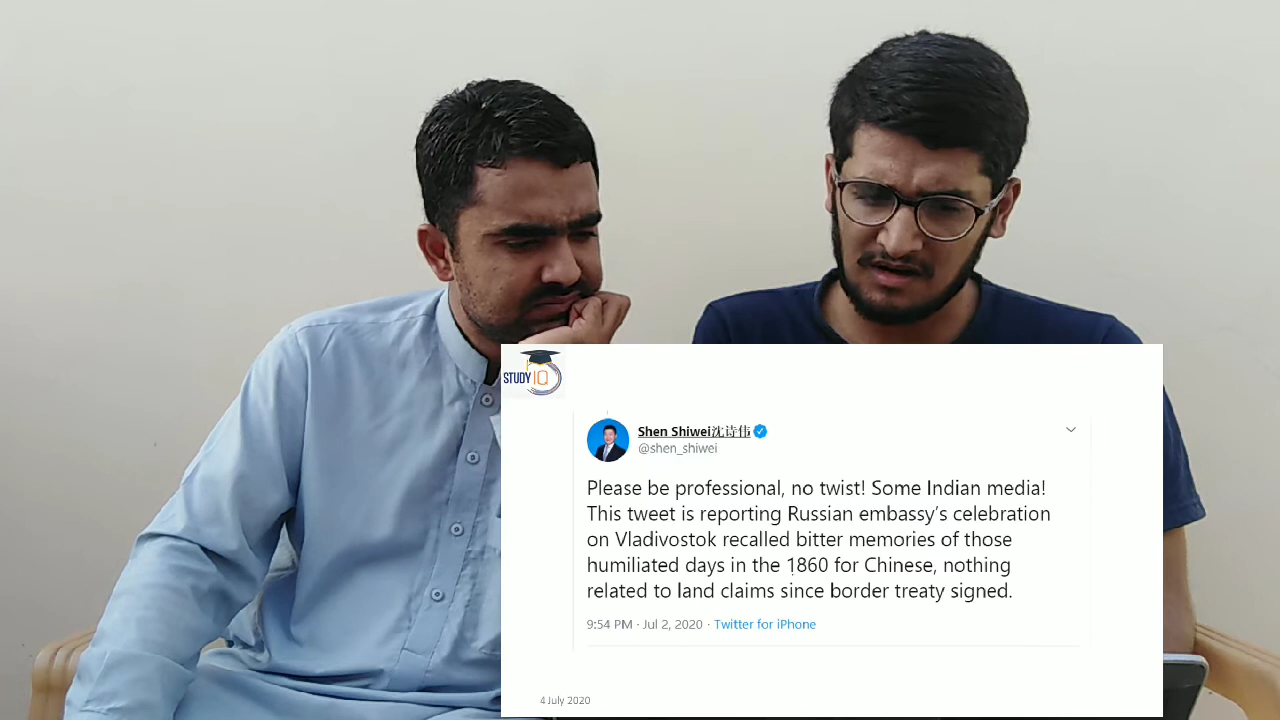 STUDY IQ
Shen Shiwei沈诗伟
@shen_shiwei
Please be professional, no twist! Some Indian media!
This tweet is reporting Russian embassy's celebration
on Vladivostok recalled bitter memories of those
humiliated days in the 1860 for Chinese, nothing
related to land claims since border treaty signed.
9:54 PM · Jul 2, 2020 · Twitter for iPhone
4 July 2020